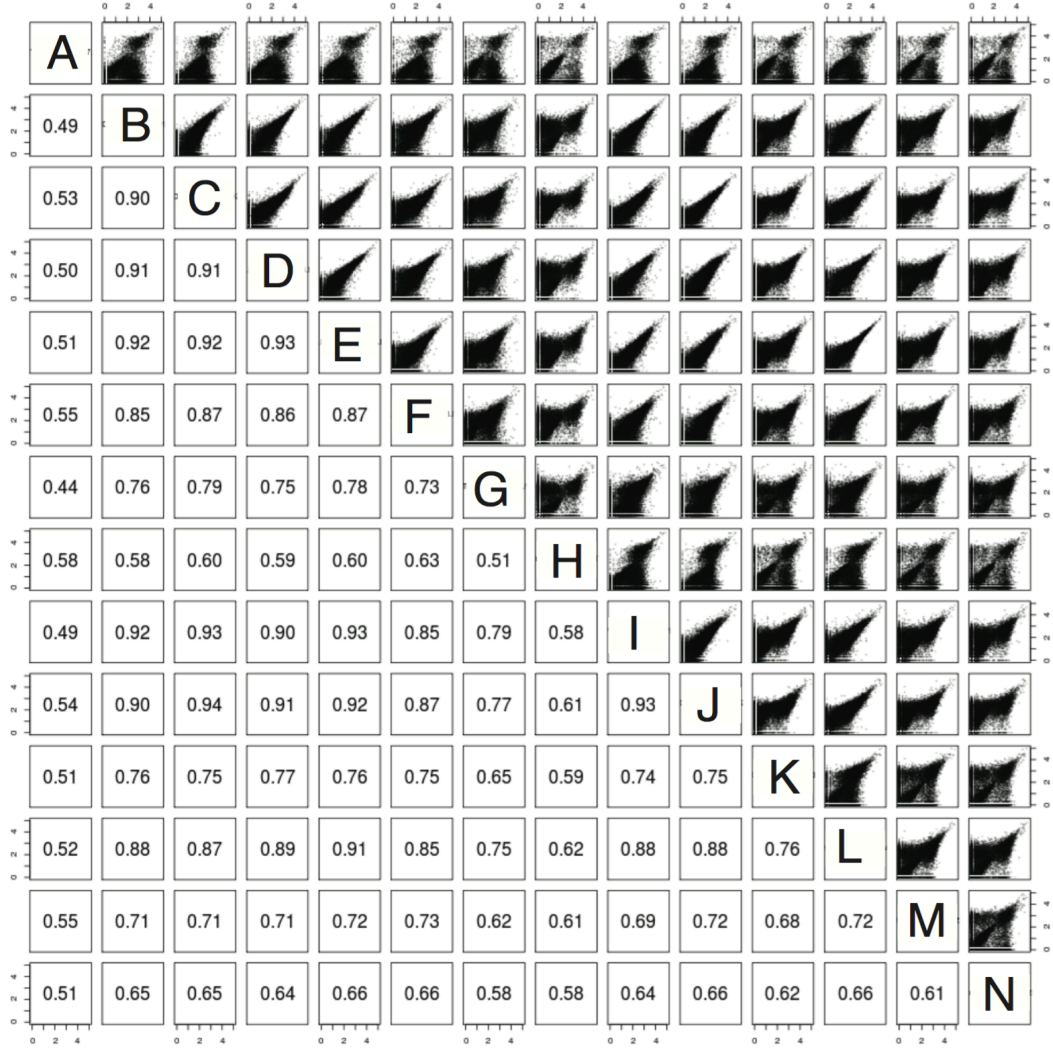 0 2 4 0 2 4 0 2 4 0 2 4 0 2 4 0 2 4 0 2 4
A 0 2 4
0 2 4 0.49 B
0.53 0.90 C 0 2 4
0 2 4 0.50 0.91 0.91 D
0.51 0.92 0.92 0.93 E 0 2 4
0 2 4 0.55 0.85 0.87 0.86 0.87 F
0.44 0.76 0.79 0.75 0.78 0.73 G 0 2 4
0 2 4 0.58 0.58 0.60 0.59 0.60 0.63 0.51 H
0.49 0.92 0.93 0.90 0.93 0.85 0.79 0.58 I 0 2 4
0 2 4 0.54 0.90 0.94 0.91 0.92 0.87 0.77 0.61 0.93 J
0.51 0.76 0.75 0.77 0.76 0.75 0.65 0.59 0.74 0.75 K 0 2 4
0 2 4 0.52 0.88 0.87 0.89 0.91 0.85 0.75 0.62 0.88 0.88 0.76 L
0.55 0.71 0.71 0.71 0.72 0.73 0.62 0.61 0.69 0.72 0.68 0.72 M 0 2 4
0 2 4 0.51 0.65 0.65 0.64 0.66 0.66 0.58 0.58 0.64 0.66 0.62 0.66 0.61 N
0 2 4 0 2 4 0 2 4 0 2 4 0 2 4 0 2 4 0 2 4